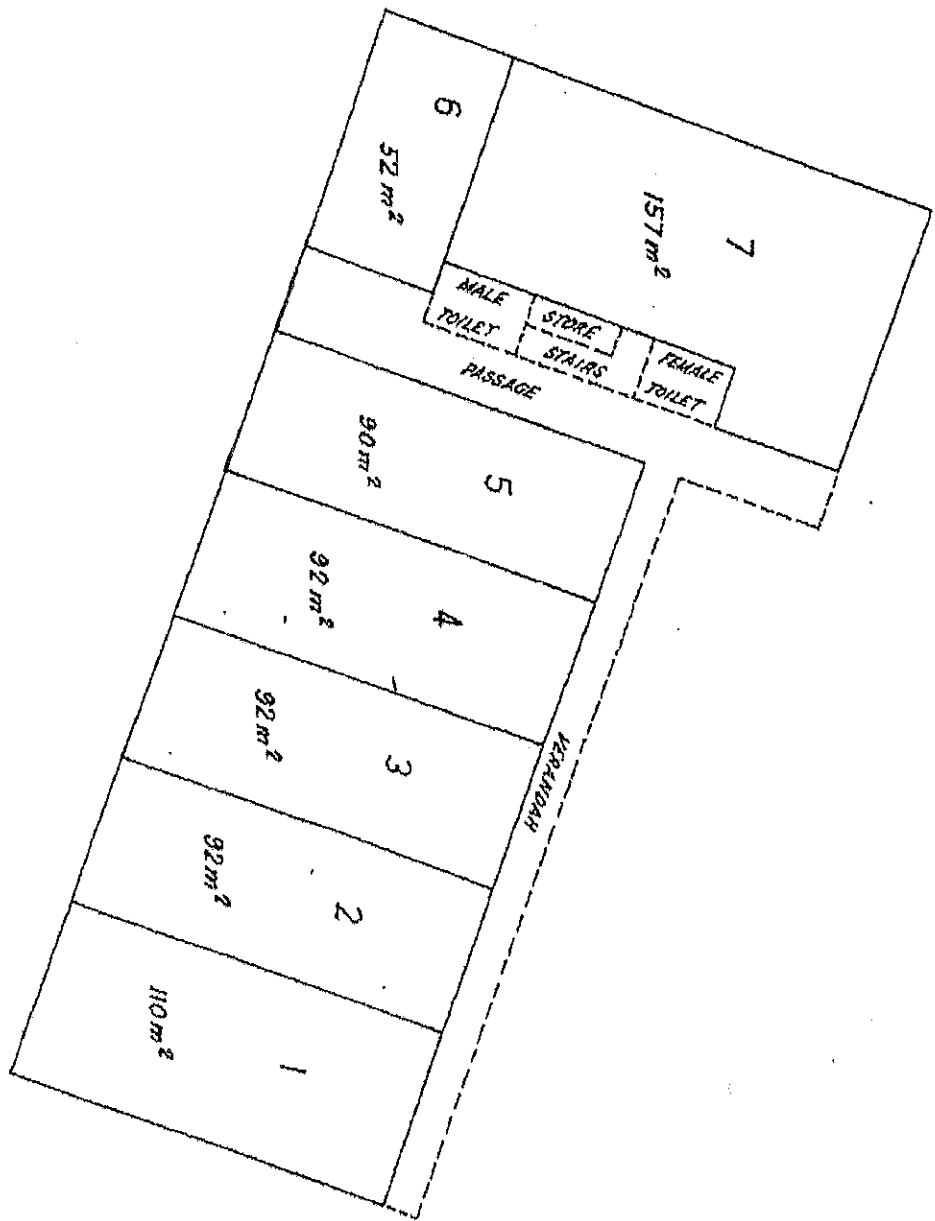 6
52 m²
7
157 m²
MALE
TOILET
STORE
STAIRS
FEMALE
TOILET
PASSAGE
5
90 m²
4
92 m²
3
92 m²
2
92 m²
1
110 m²
VERANDAH